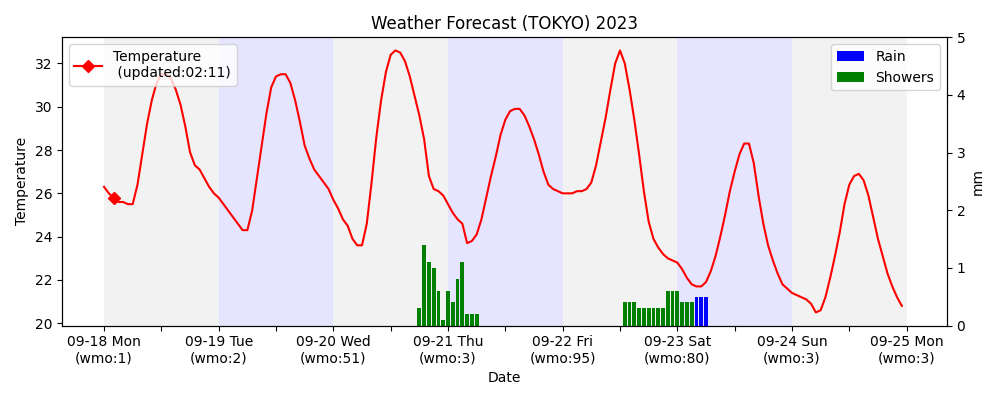 Weather Forecast (TOKYO) 2023
Temperature
(updated:02:11)
Rain
Showers
Temperature
32
30
28
26
24
22
20
5
4
3
2
1
0
mm
09-18 Mon
(wmo:1)
09-19 Tue
(wmo:2)
09-20 Wed
(wmo:51)
09-21 Thu
(wmo:3)
09-22 Fri
(wmo:95)
09-23 Sat
(wmo:80)
09-24 Sun
(wmo:3)
09-25 Mon
(wmo:3)
Date